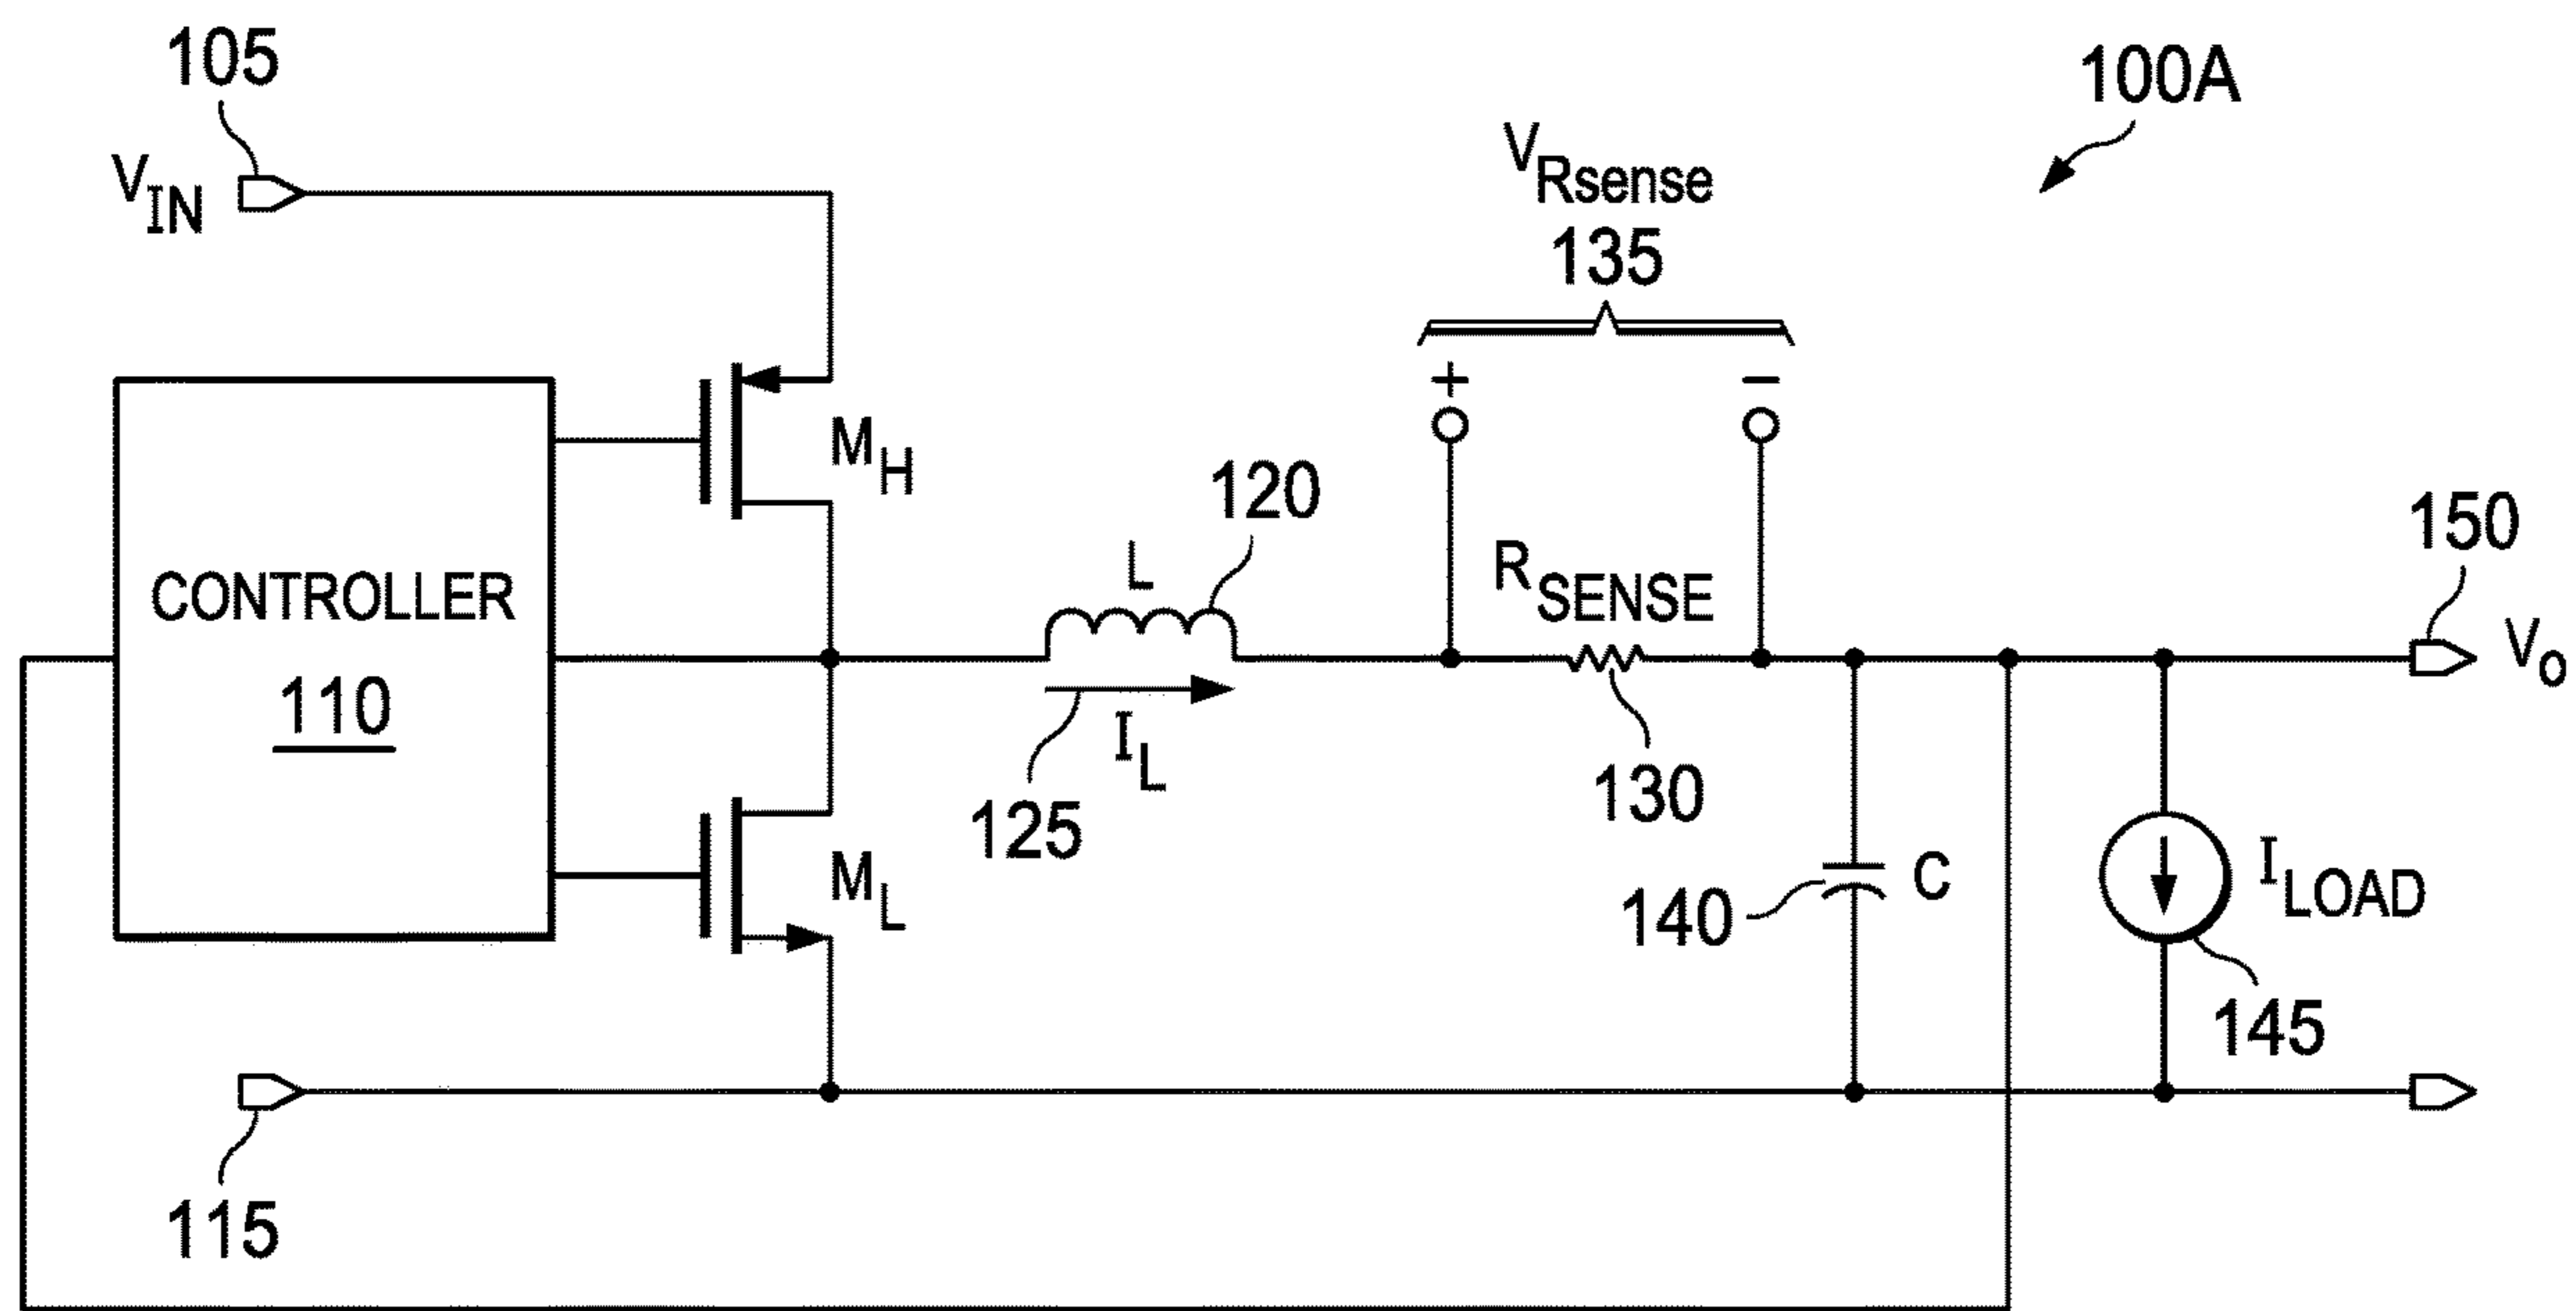 105
100A
V_IN
V_Rsense
135
+ −
M_H
120
150
L
R_SENSE
CONTROLLER
110
V_O
I_L
125
130
M_L
C
140
I_LOAD
145
115